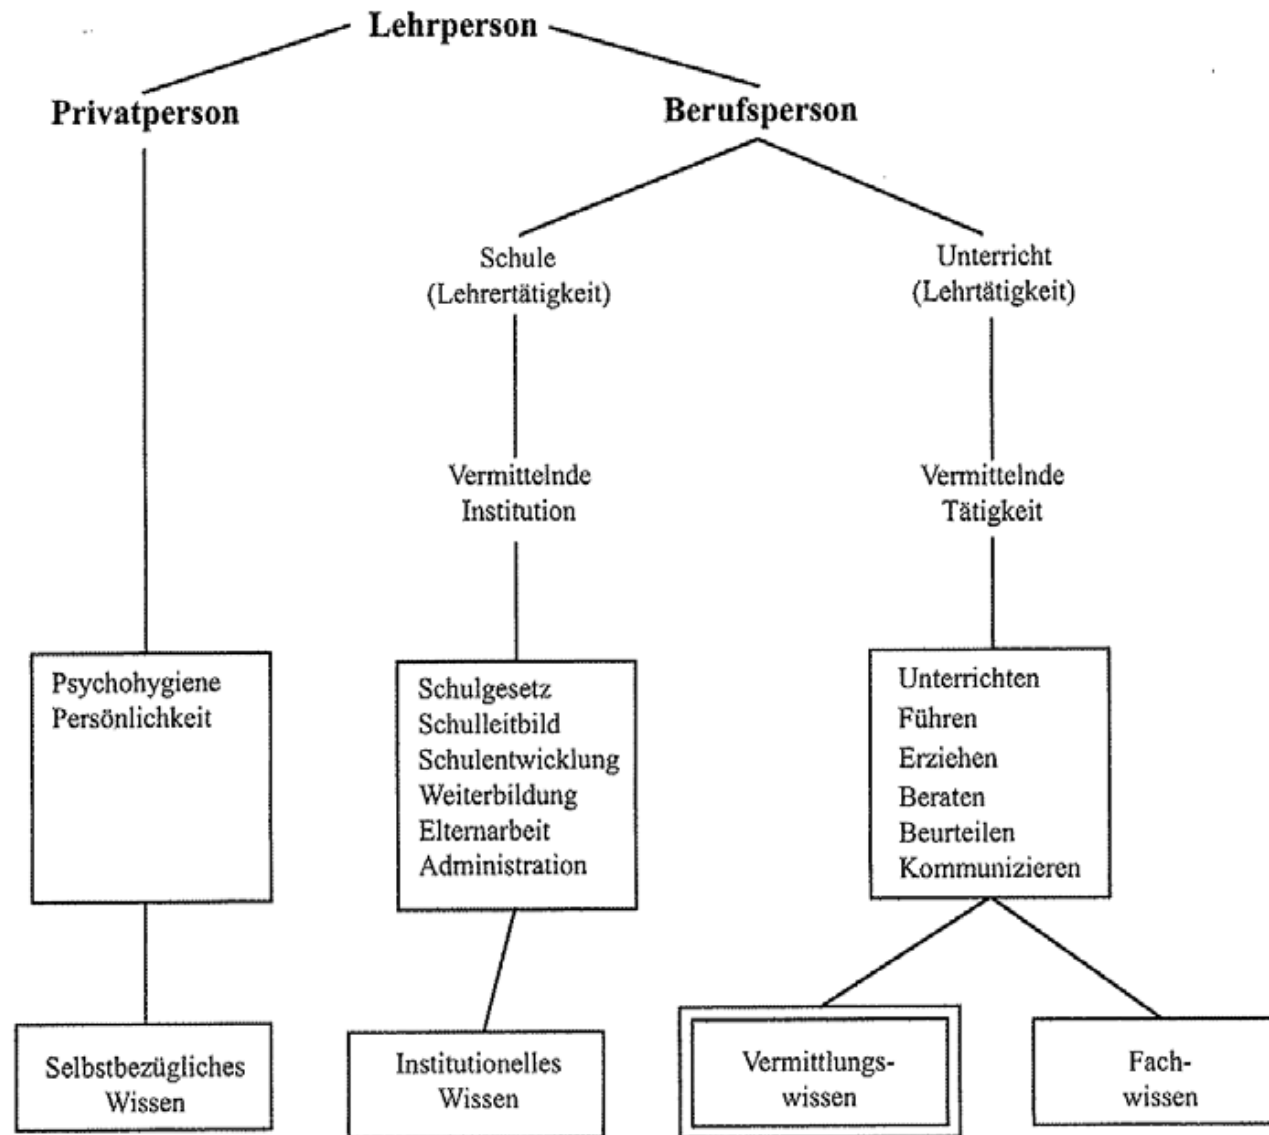 Lehrperson
Privatperson
Berufsperson
Schule
(Lehrertätigkeit)
Unterricht
(Lehrtätigkeit)
Vermittelnde
Institution
Vermittelnde
Tätigkeit
Psychohygiene
Persönlichkeit
Schulgesetz
Schulleitbild
Schulentwicklung
Weiterbildung
Elternarbeit
Administration
Unterrichten
Führen
Erziehen
Beraten
Beurteilen
Kommunizieren
Selbstbezügliches
Wissen
Institutionelles
Wissen
Vermittlungs-
wissen
Fach-
wissen